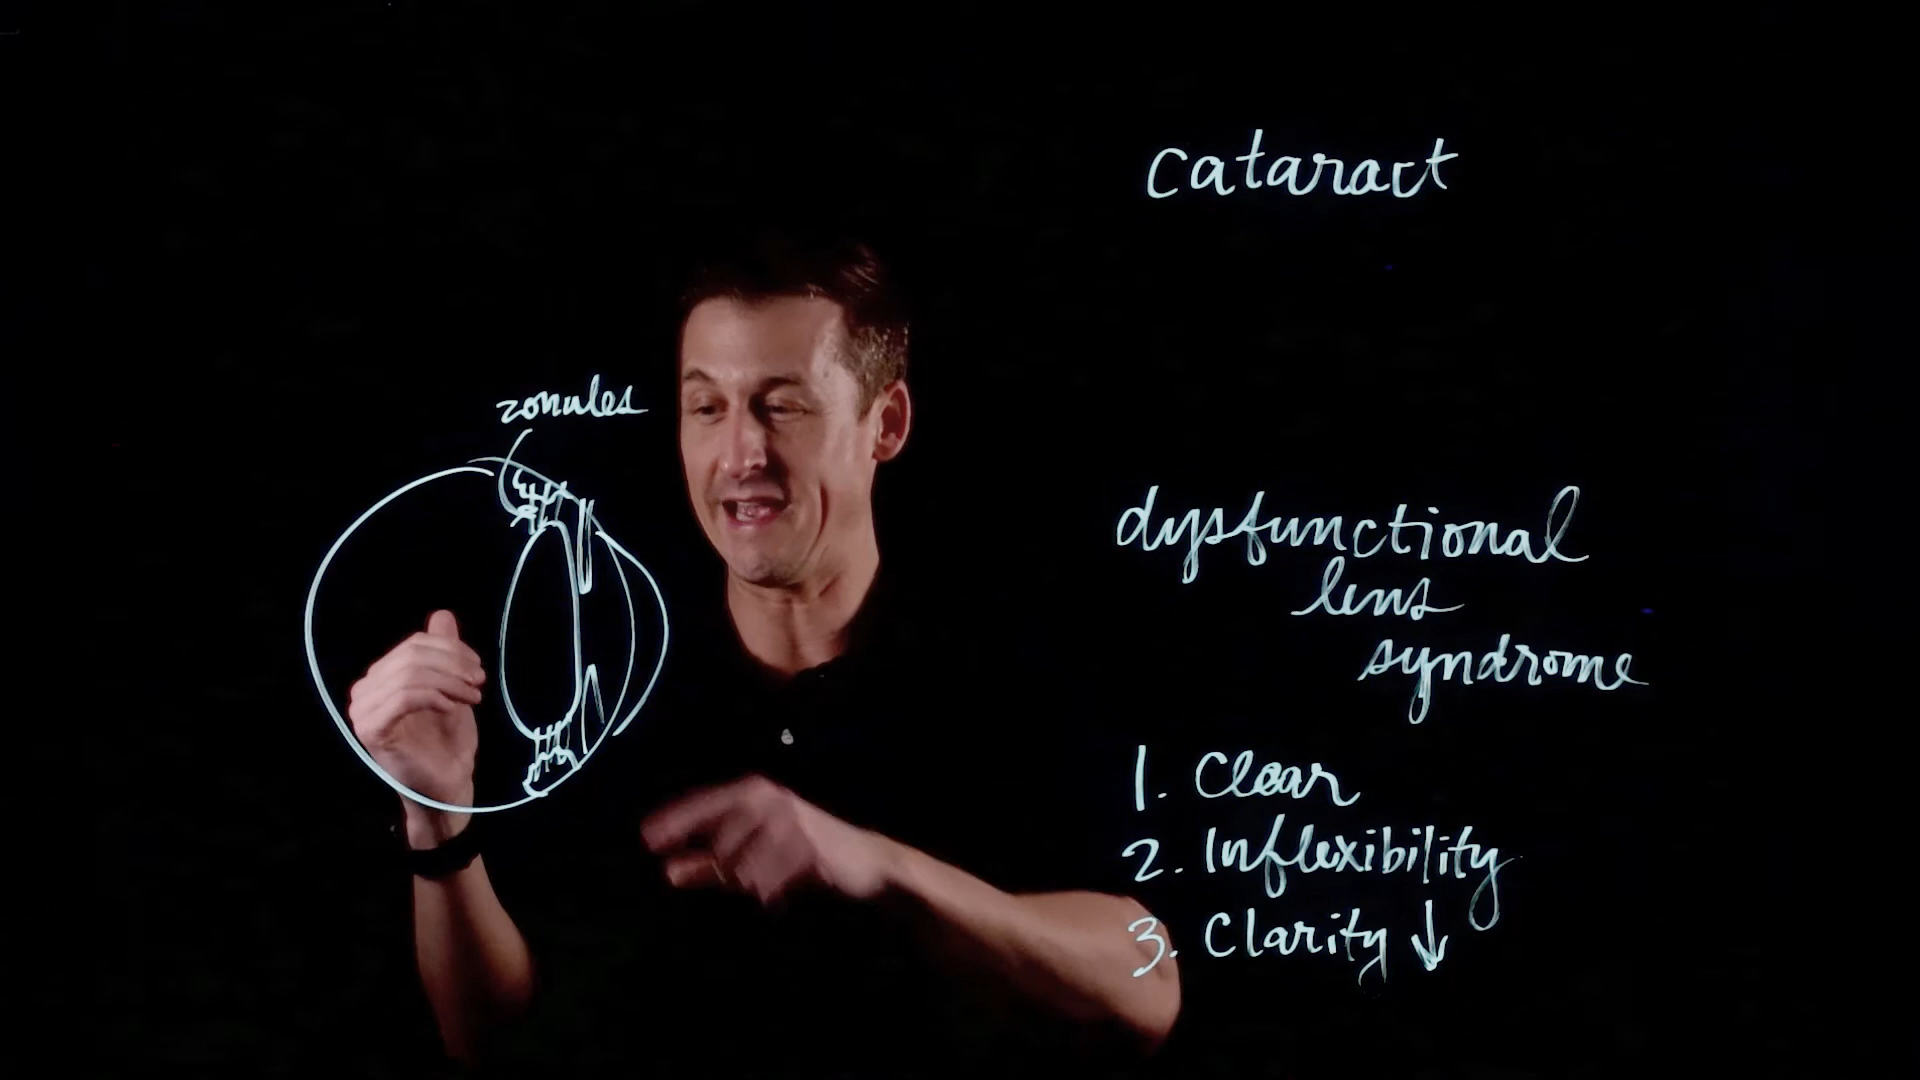 cataract
zonules
dysfunctional
lens
syndrome
1. Clear
2. Inflexibility
3. Clarity ↓